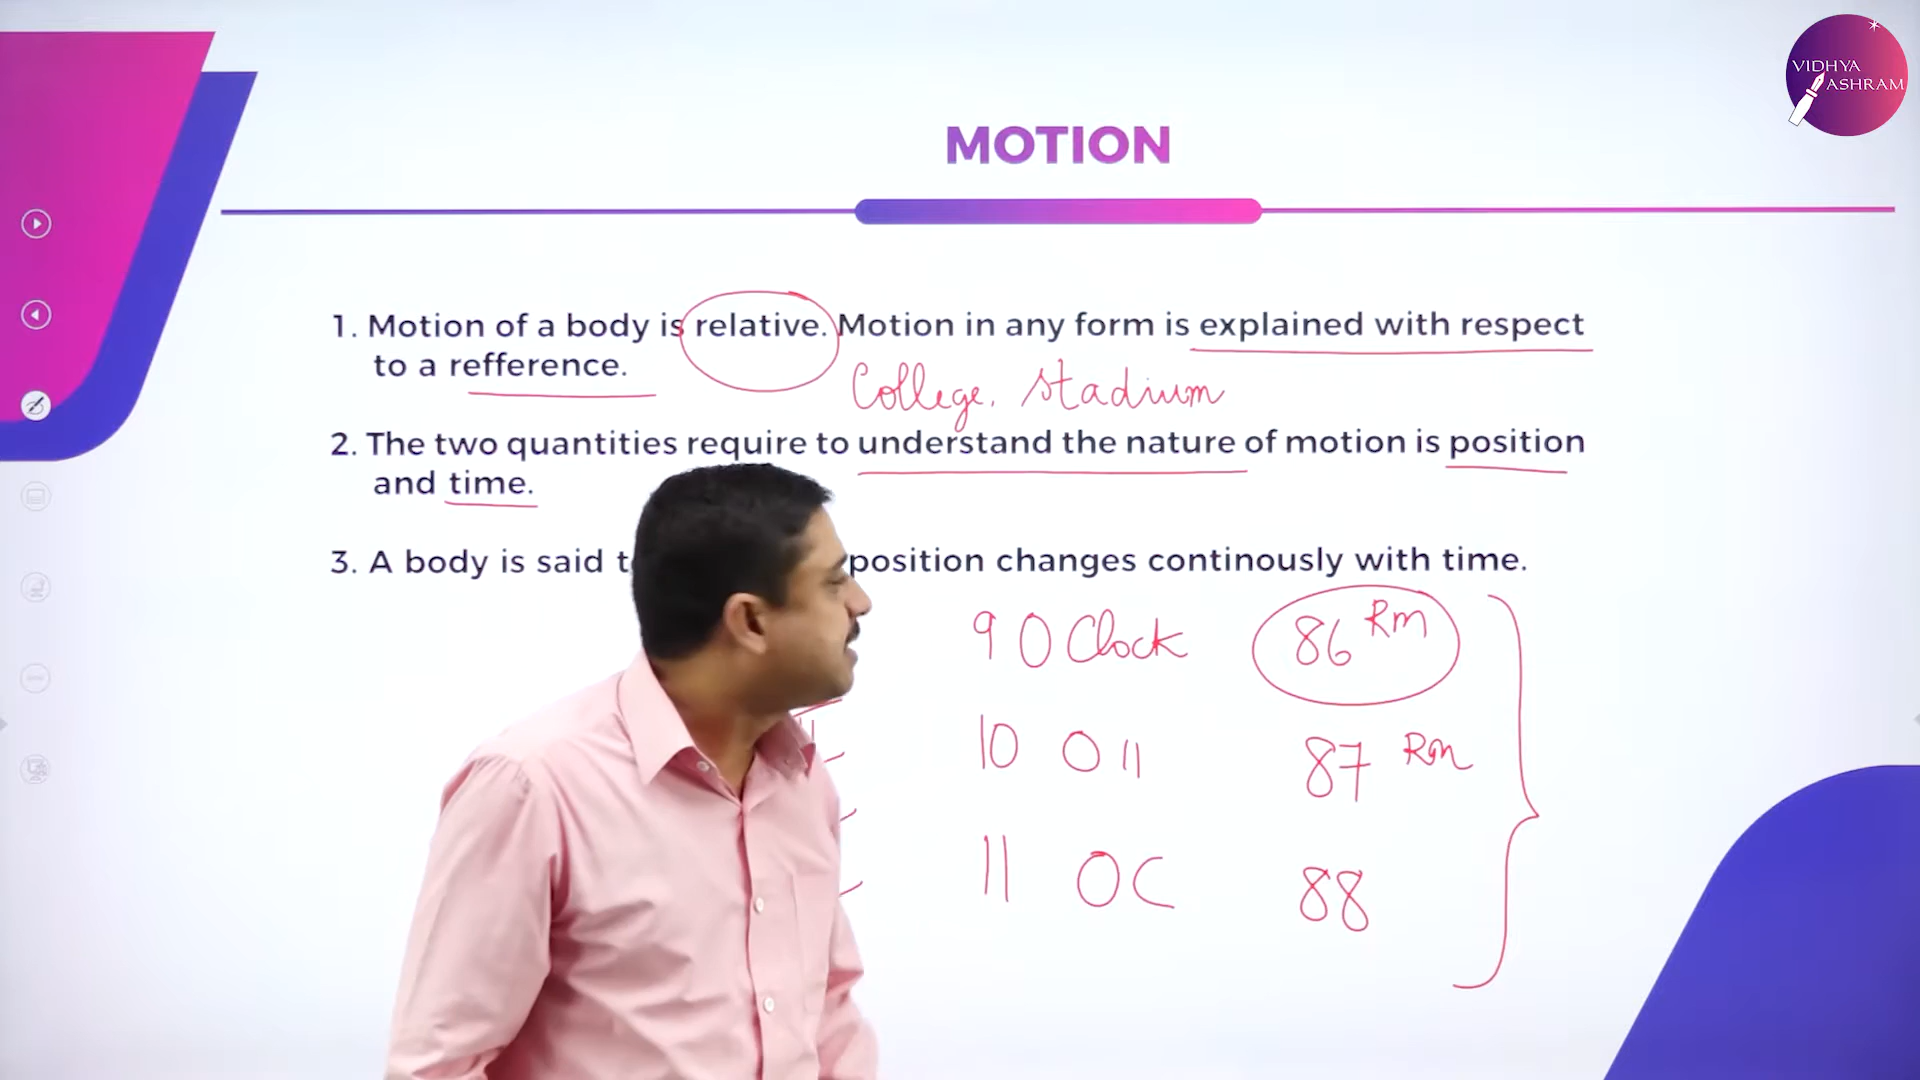 VIDHYA
ASHRAM
MOTION
1. Motion of a body is relative. Motion in any form is explained with respect
to a refference.
College, Stadium
2. The two quantities require to understand the nature of motion is position
and time.
3. A body is said position changes continously with time.
9 O Clock 86 Rm
10 O 11 87 Rm
11 OC 88